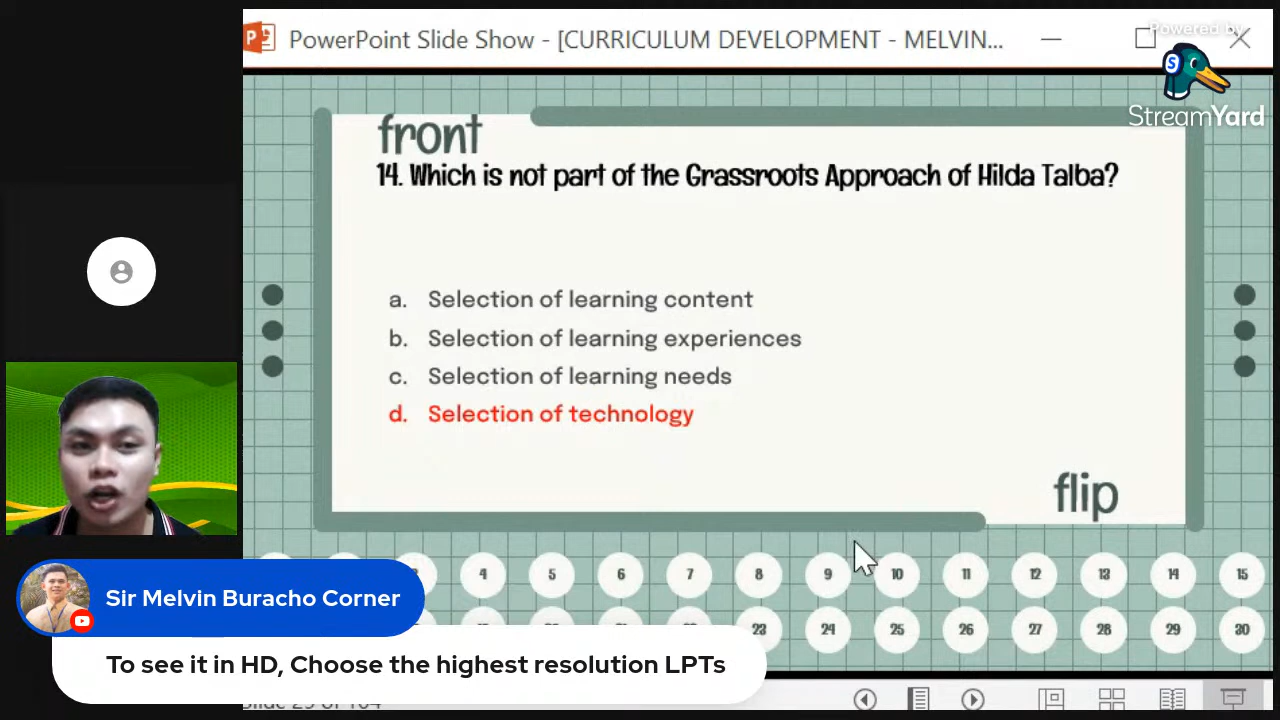 PowerPoint Slide Show - [CURRICULUM DEVELOPMENT - MELVIN...
Powered by
StreamYard
front
14. Which is not part of the Grassroots Approach of Hilda Talba?
a. Selection of learning content
b. Selection of learning experiences
c. Selection of learning needs
d. Selection of technology
flip
4 5 6 7 8 9 10 11 12 13 14 15
23 24 25 26 27 28 29 30
Sir Melvin Buracho Corner
To see it in HD, Choose the highest resolution LPTs